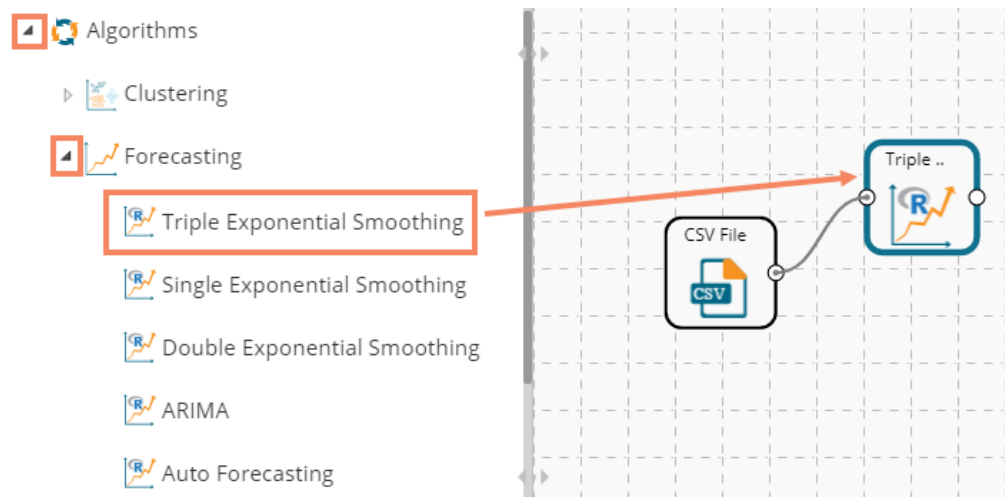 Algorithms
Clustering
Forecasting
Triple Exponential Smoothing
Single Exponential Smoothing
Double Exponential Smoothing
ARIMA
Auto Forecasting
Triple ..
R
CSV File
CSV